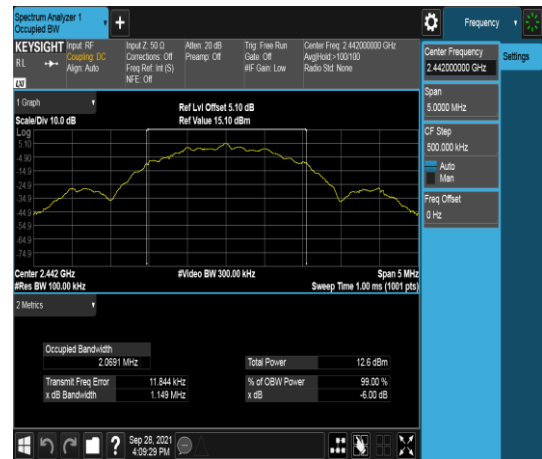 Spectrum Analyzer 1
Occupied BW
+
Frequency
KEYSIGHT
Input: RF
Input Z: 50 Ω
Atten: 20 dB
Trig: Free Run
Center Freq: 2.442000000 GHz
RL
Coupling: DC
Corrections: Off
Preamp: Off
Gate: Off
Avg|Hold:>100/100
Align: Auto
Freq Ref: Int (S)
#IF Gain: Low
Radio Std: None
NFE: Off
LXI
Center Frequency
2.442000000 GHz
Settings
Span
5.0000 MHz
CF Step
500.000 kHz
Auto
Man
Freq Offset
0 Hz
1 Graph
Ref Lvl Offset 5.10 dB
Scale/Div 10.0 dB
Ref Value 15.10 dBm
Log
5.10
-4.90
-14.9
-24.9
-34.9
-44.9
-54.9
-64.9
-74.9
Center 2.442 GHz
#Video BW 300.00 kHz
Span 5 MHz
#Res BW 100.00 kHz
Sweep Time 1.00 ms (1001 pts)
2 Metrics
Occupied Bandwidth
2.0691 MHz
Total Power
12.6 dBm
Transmit Freq Error
11.844 kHz
% of OBW Power
99.00 %
x dB Bandwidth
1.149 MHz
x dB
-6.00 dB
?
Sep 28, 2021
4:09:29 PM